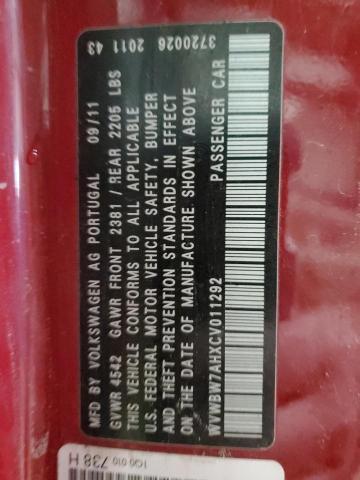 MFD BY VOLKSWAGEN AG PORTUGAL 09/11 2011 43 3720026
GVWR 4542 GAWR FRONT 2381 / REAR 2205 LBS
THIS VEHICLE CONFORMS TO ALL APPLICABLE
U.S. FEDERAL MOTOR VEHICLE SAFETY, BUMPER
AND THEFT PREVENTION STANDARDS IN EFFECT
ON THE DATE OF MANUFACTURE SHOWN ABOVE
WVWBW7AHXCV011292 PASSENGER CAR
1Q0 010 738 H